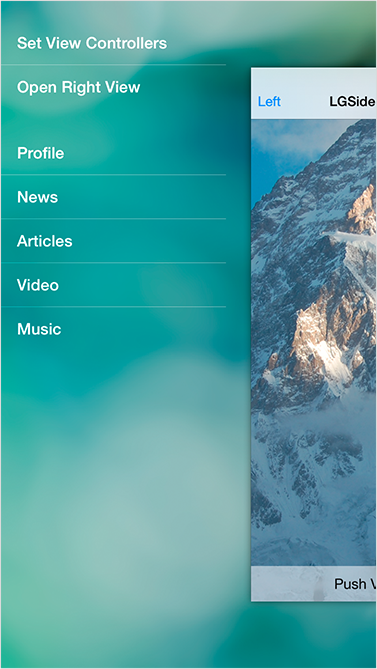 Set View Controllers
Open Right View
Profile
News
Articles
Video
Music
Left
LGSide
Push V